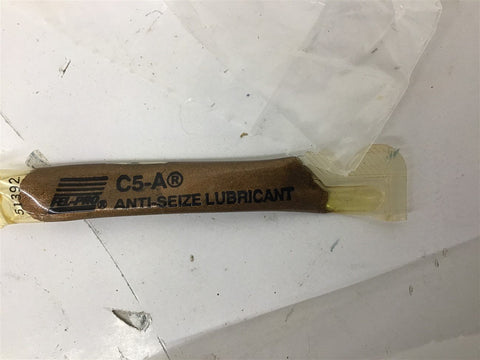 51392
FEL-PRO®
C5-A®
ANTI-SEIZE LUBRICANT